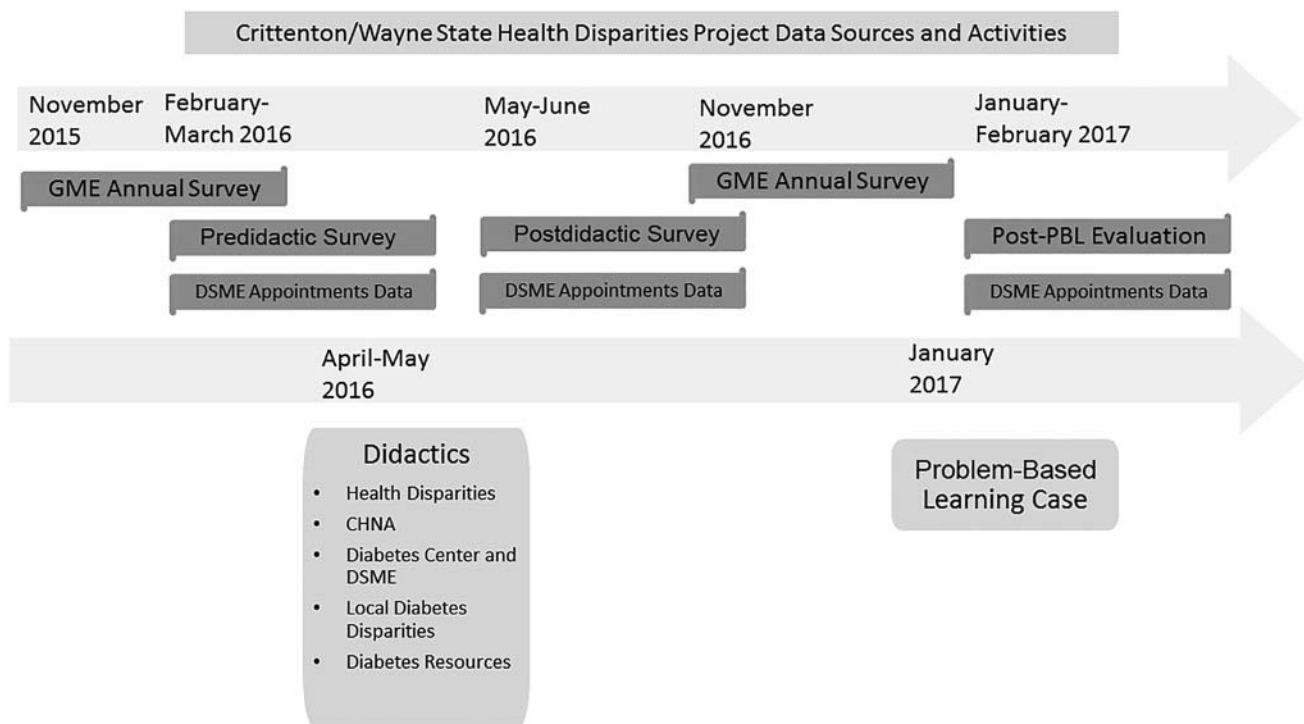 Crittenton/Wayne State Health Disparities Project Data Sources and Activities
November
2015
February-
March 2016
May-June
2016
November
2016
January-
February 2017
GME Annual Survey
GME Annual Survey
Predidactic Survey
Postdidactic Survey
Post-PBL Evaluation
DSME Appointments Data
DSME Appointments Data
DSME Appointments Data
April-May
2016
January
2017
Didactics
• Health Disparities
• CHNA
• Diabetes Center and
DSME
• Local Diabetes
Disparities
• Diabetes Resources
Problem-Based
Learning Case